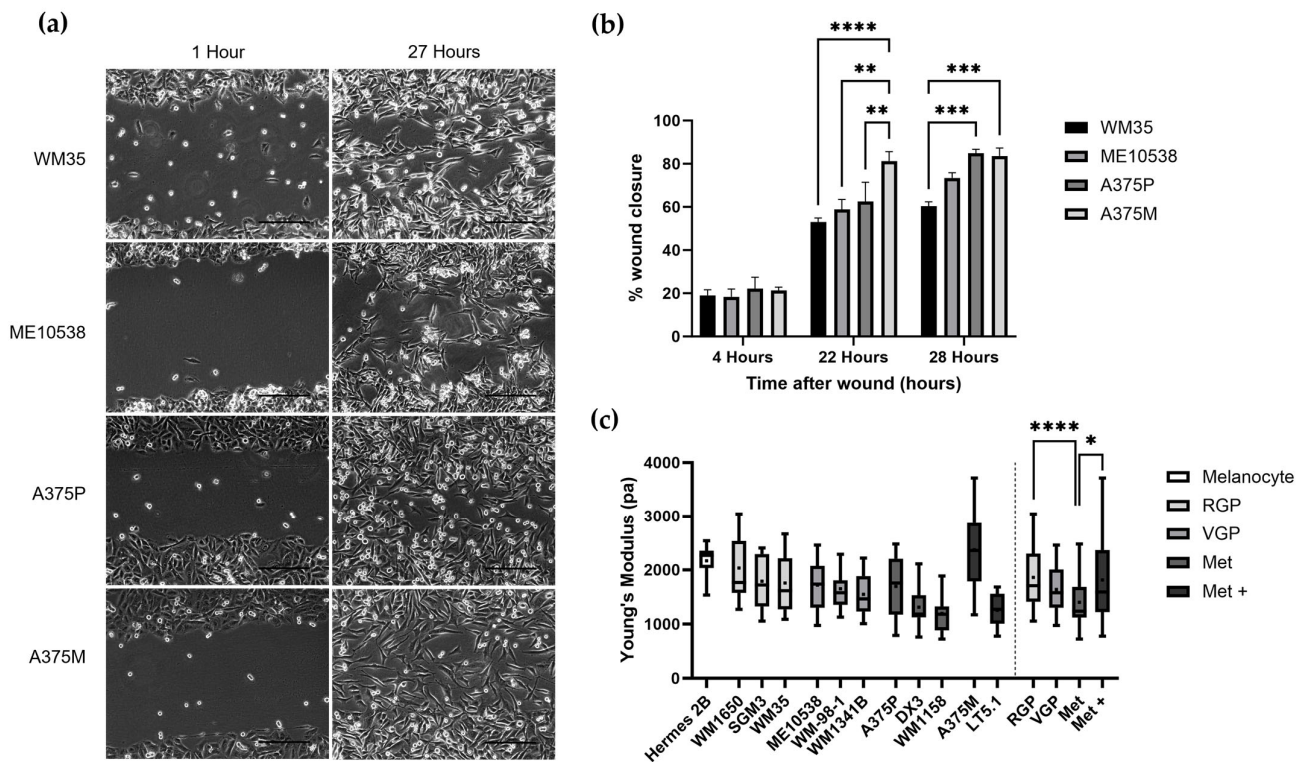 (a)
1 Hour
27 Hours
WM35
ME10538
A375P
A375M
(b)
****
**
***
**
***
% wound closure
100
80
60
40
20
0
4 Hours
22 Hours
28 Hours
Time after wound (hours)
WM35
ME10538
A375P
A375M
(c)
****
*
Young's Modulus (pa)
4000
3000
2000
1000
0
Hermes 2B
WM1650
SGM3
WM35
ME10538
WM-98-1
WM1341B
A375P
DX3
WM1158
A375M
LT5.1
RGP
VGP
Met
Met +
Melanocyte
RGP
VGP
Met
Met +